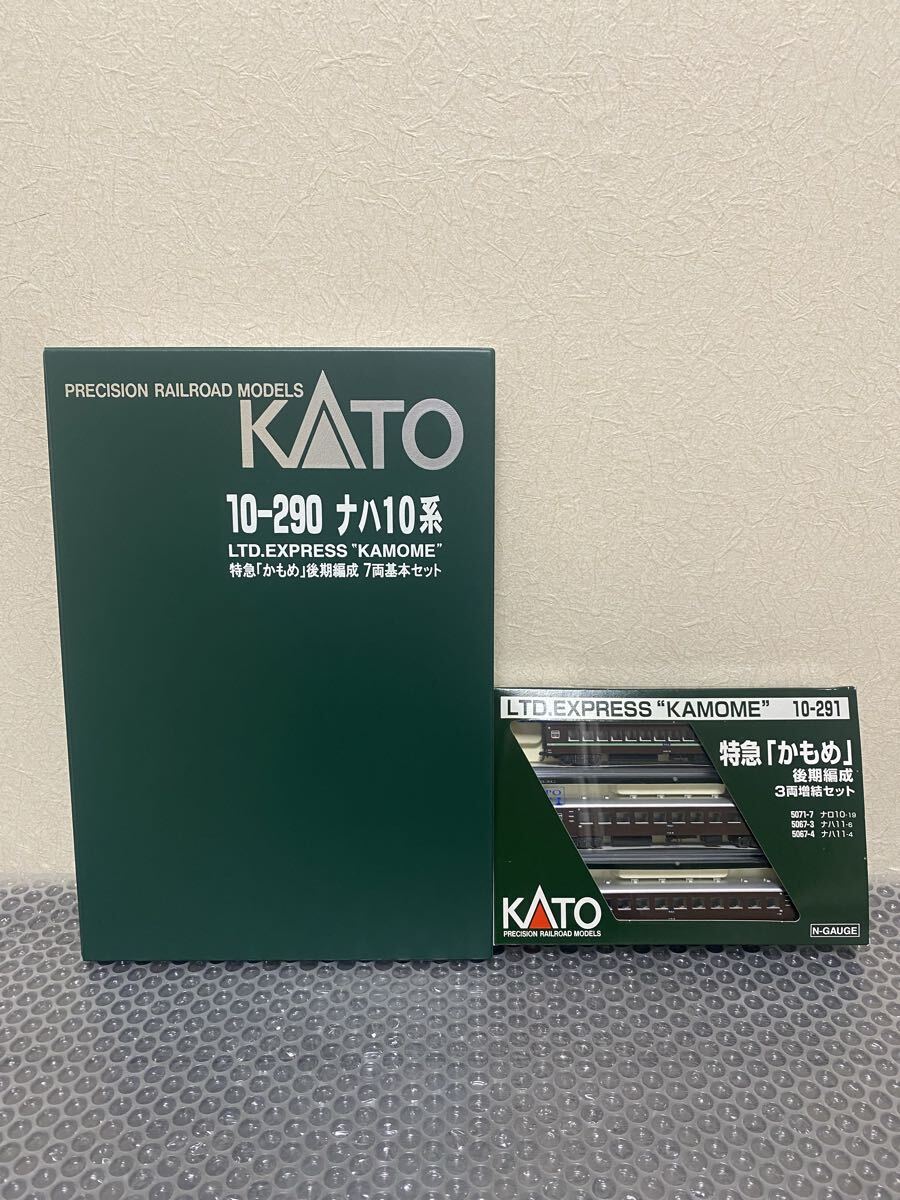 PRECISION RAILROAD MODELS
KATO
10-290 ナハ10系
LTD.EXPRESS "KAMOME"
特急「かもめ」後期編成 7両基本セット
LTD.EXPRESS "KAMOME" 10-291
特急「かもめ」
後期編成
3両増結セット
5071-7 ナロ10-19
5067-3 ナハ11-6
5067-4 ナハ11-4
KATO
PRECISION RAILROAD MODELS
N-GAUGE